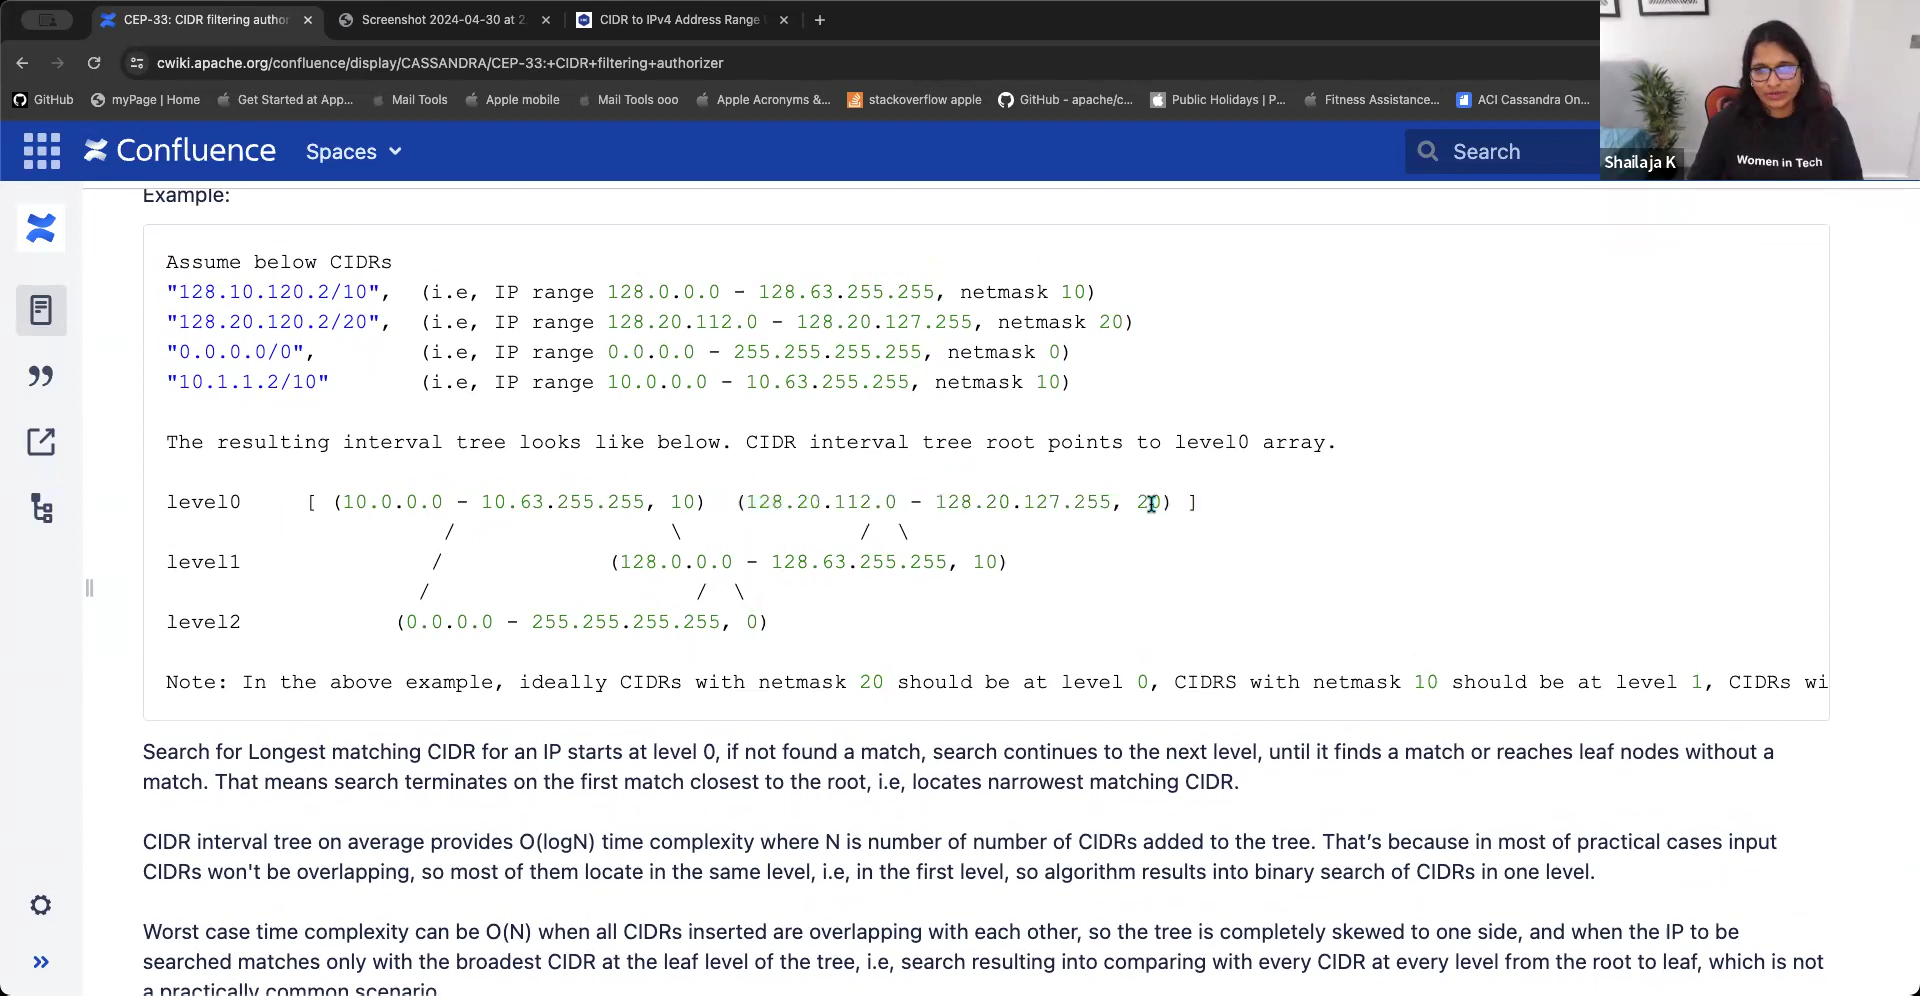 CEP-33: CIDR filtering author
Screenshot 2024-04-30 at 2
CIDR to IPv4 Address Range
cwiki.apache.org/confluence/display/CASSANDRA/CEP-33:+CIDR+filtering+authorizer
GitHub
myPage | Home
Get Started at App...
Mail Tools
Apple mobile
Mail Tools ooo
Apple Acronyms &...
stackoverflow apple
GitHub - apache/c...
Public Holidays | P...
Fitness Assistance...
ACI Cassandra On...
Confluence
Spaces
Search
Women in Tech
Shailaja K
Example:
Assume below CIDRs
"128.10.120.2/10", (i.e, IP range 128.0.0.0 - 128.63.255.255, netmask 10)
"128.20.120.2/20", (i.e, IP range 128.20.112.0 - 128.20.127.255, netmask 20)
"0.0.0.0/0", (i.e, IP range 0.0.0.0 - 255.255.255.255, netmask 0)
"10.1.1.2/10" (i.e, IP range 10.0.0.0 - 10.63.255.255, netmask 10)
The resulting interval tree looks like below. CIDR interval tree root points to level0 array.
level0 [ (10.0.0.0 - 10.63.255.255, 10) (128.20.112.0 - 128.20.127.255, 20) ]
/ \ / \
level1 / (128.0.0.0 - 128.63.255.255, 10)
/ / \
level2 (0.0.0.0 - 255.255.255.255, 0)
Note: In the above example, ideally CIDRs with netmask 20 should be at level 0, CIDRS with netmask 10 should be at level 1, CIDRs wi
Search for Longest matching CIDR for an IP starts at level 0, if not found a match, search continues to the next level, until it finds a match or reaches leaf nodes without a
match. That means search terminates on the first match closest to the root, i.e, locates narrowest matching CIDR.
CIDR interval tree on average provides O(logN) time complexity where N is number of number of CIDRs added to the tree. That's because in most of practical cases input
CIDRs won't be overlapping, so most of them locate in the same level, i.e, in the first level, so algorithm results into binary search of CIDRs in one level.
Worst case time complexity can be O(N) when all CIDRs inserted are overlapping with each other, so the tree is completely skewed to one side, and when the IP to be
searched matches only with the broadest CIDR at the leaf level of the tree, i.e, search resulting into comparing with every CIDR at every level from the root to leaf, which is not
a practically common scenario